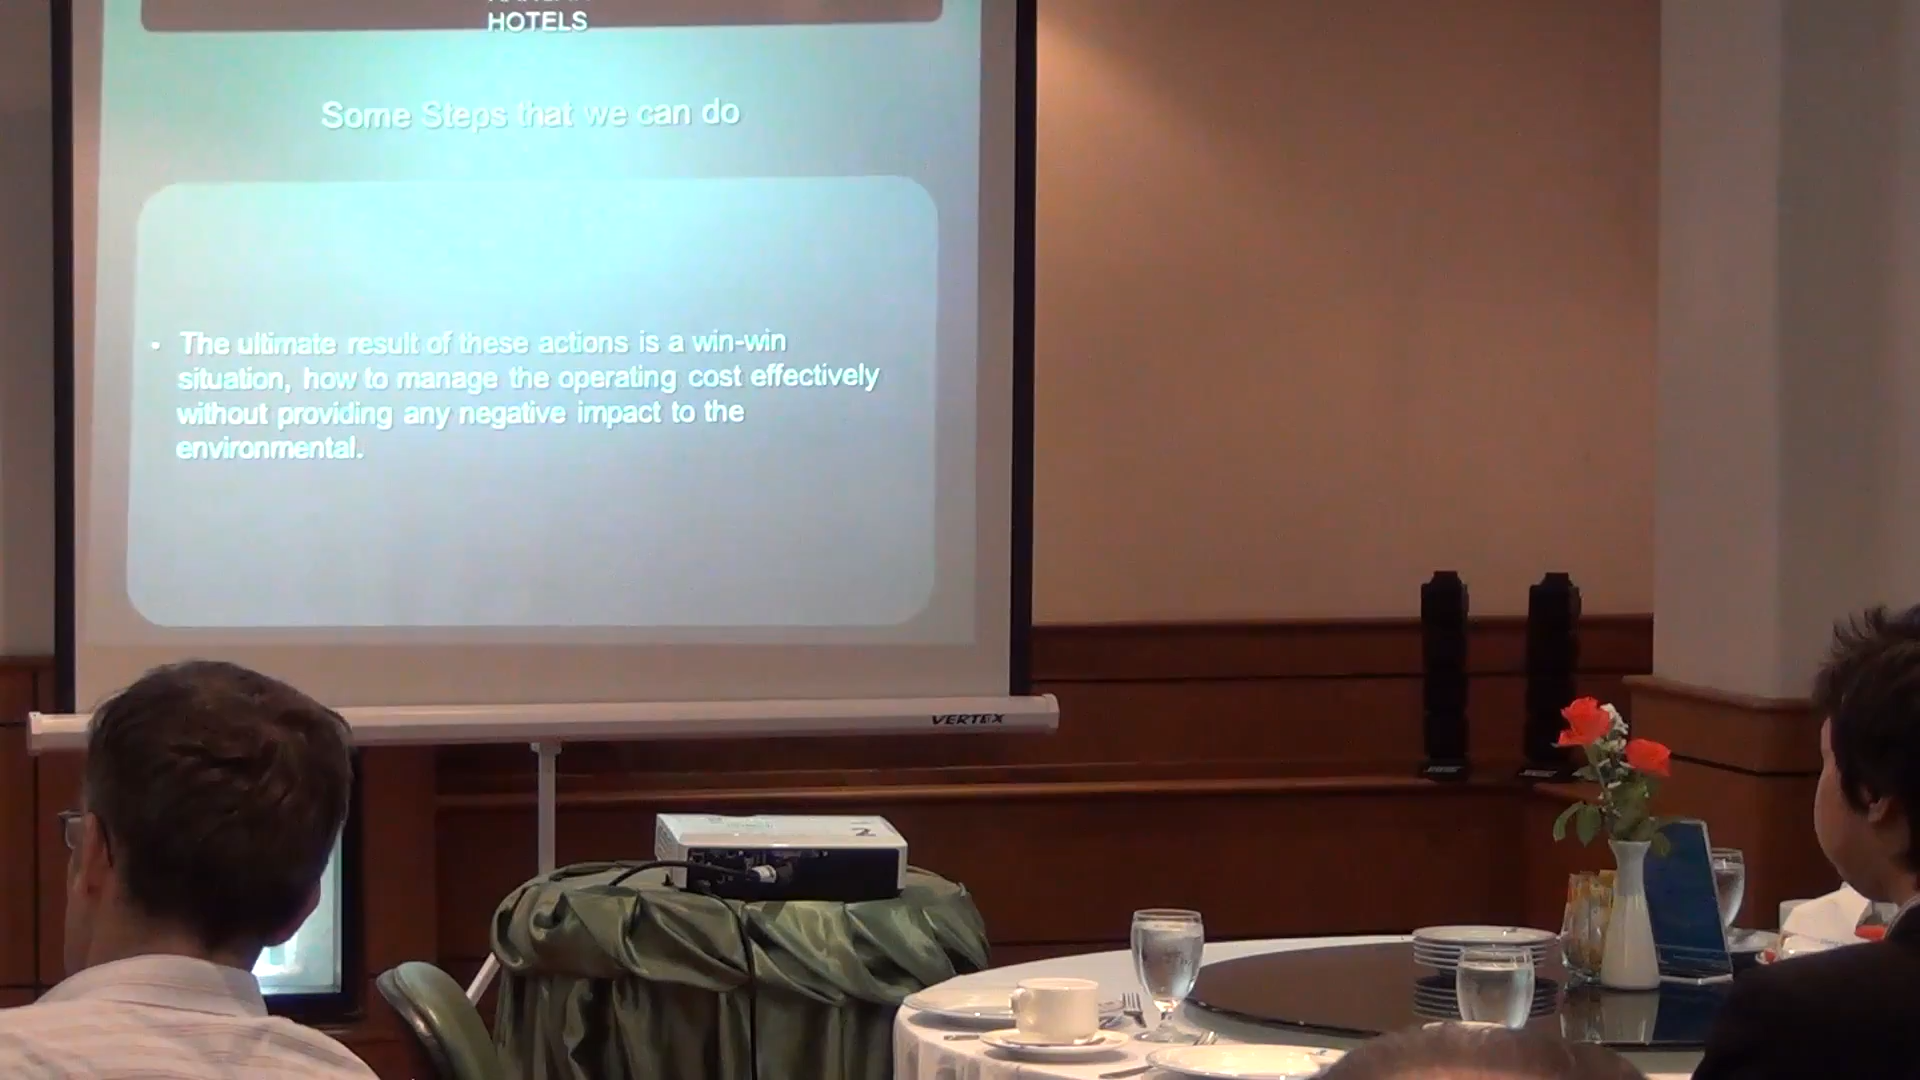 HOTELS
Some Steps that we can do
• The ultimate result of these actions is a win-win
situation, how to manage the operating cost effectively
without providing any negative impact to the
environmental.
VERTEX
2